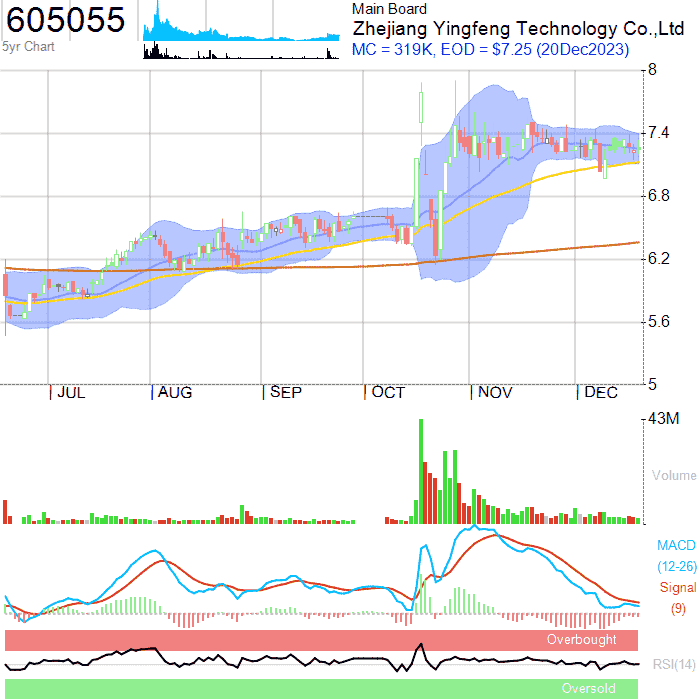 605055
5yr Chart
Main Board
Zhejiang Yingfeng Technology Co.,Ltd
MC = 319K, EOD = $7.25 (20Dec2023)
8
7.4
6.8
6.2
5.6
5
JUL AUG SEP OCT NOV DEC
43M
Volume
MACD
(12-26)
Signal
(9)
Overbought
RSI(14)
Oversold